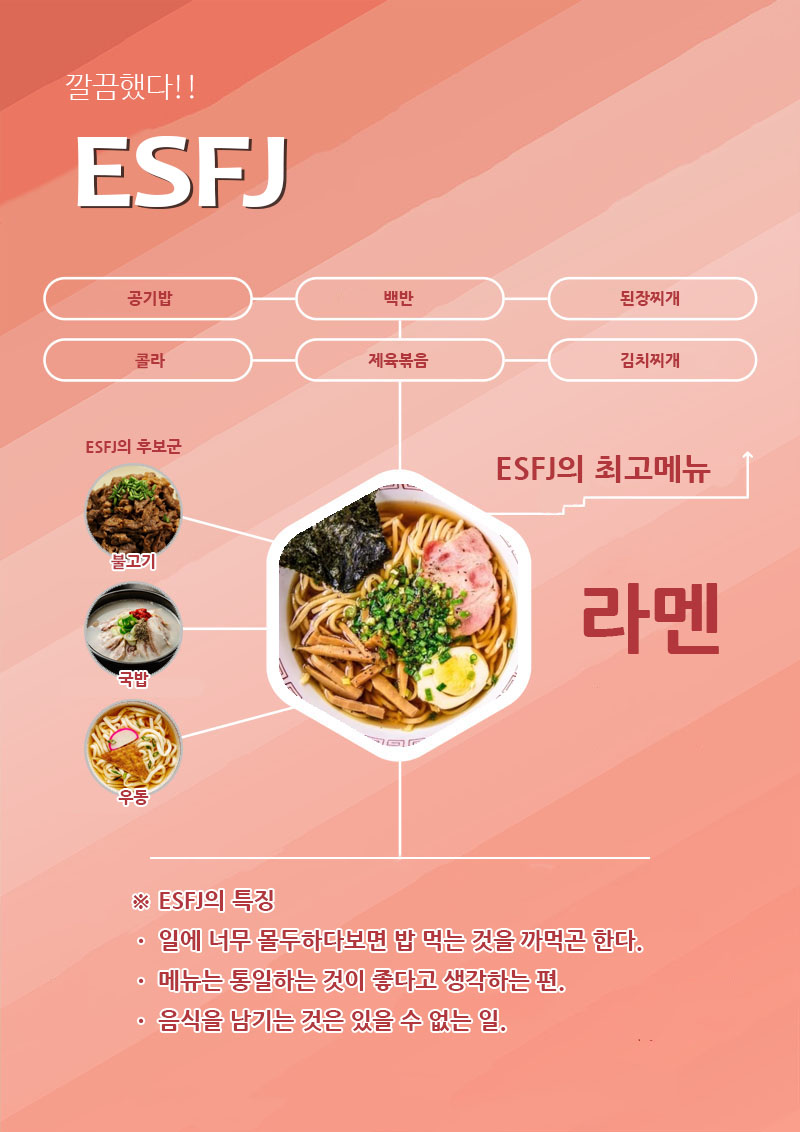 깔끔했다!!
ESFJ
공기밥 백반 된장찌개
콜라 제육볶음 김치찌개
ESFJ의 후보군
불고기
국밥
우동
ESFJ의 최고메뉴
라멘
※ ESFJ의 특징
· 일에 너무 몰두하다보면 밥 먹는 것을 까먹곤 한다.
· 메뉴는 통일하는 것이 좋다고 생각하는 편.
· 음식을 남기는 것은 있을 수 없는 일.